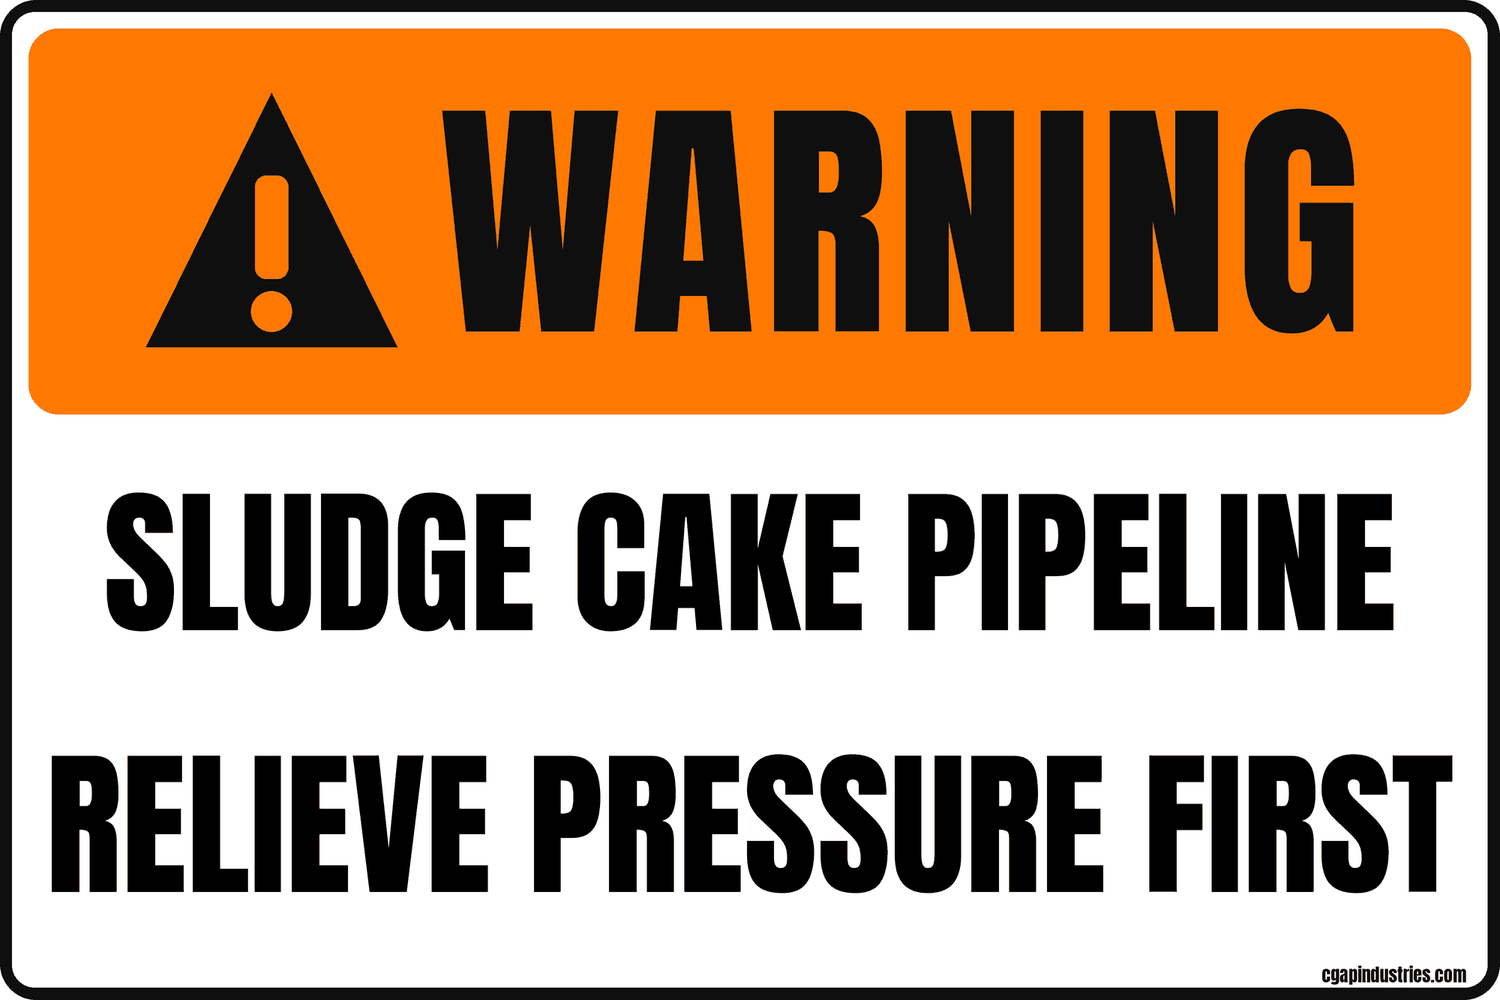 WARNING
SLUDGE CAKE PIPELINE
RELIEVE PRESSURE FIRST
cgapindustries.com